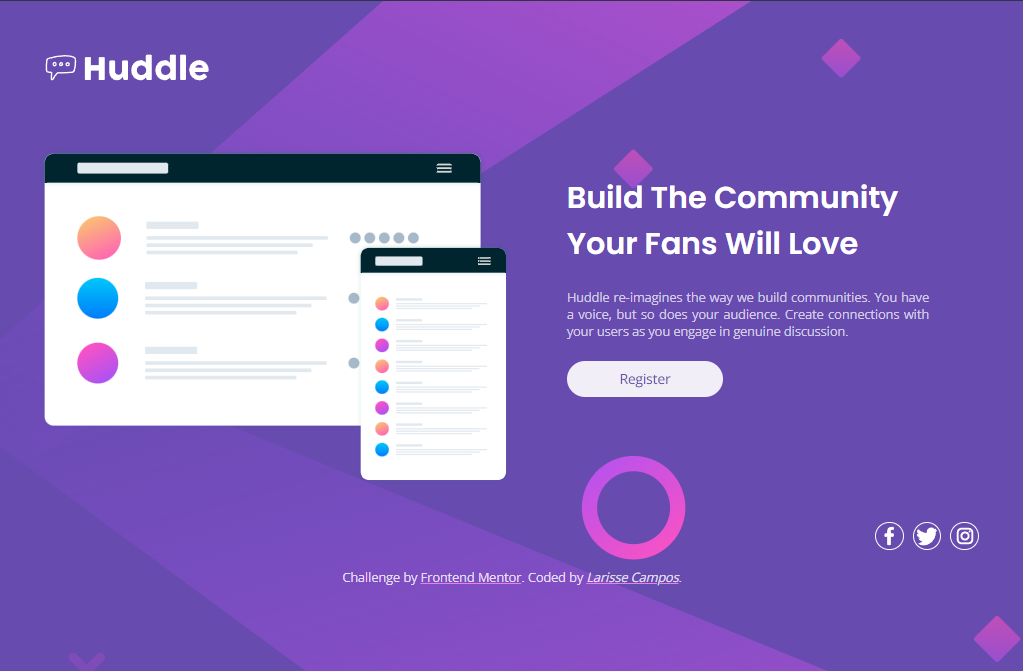 Huddle
Build The Community
Your Fans Will Love
Huddle re-imagines the way we build communities. You have
a voice, but so does your audience. Create connections with
your users as you engage in genuine discussion.
Register
Challenge by Frontend Mentor. Coded by Larisse Campos.